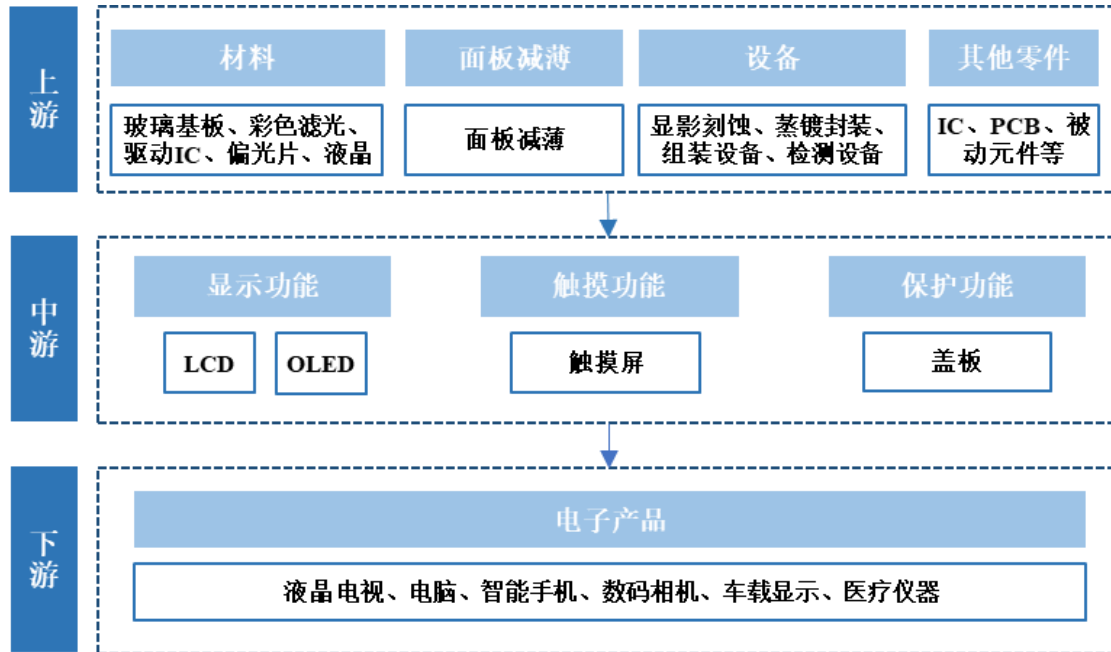 上游
材料
面板减薄
设备
其他零件
玻璃基板、彩色滤光、
驱动IC、偏光片、液晶
面板减薄
显影刻蚀、蒸镀封装、
组装设备、检测设备
IC、PCB、被
动元件等
中游
显示功能
触摸功能
保护功能
LCD
OLED
触摸屏
盖板
下游
电子产品
液晶电视、电脑、智能手机、数码相机、车载显示、医疗仪器